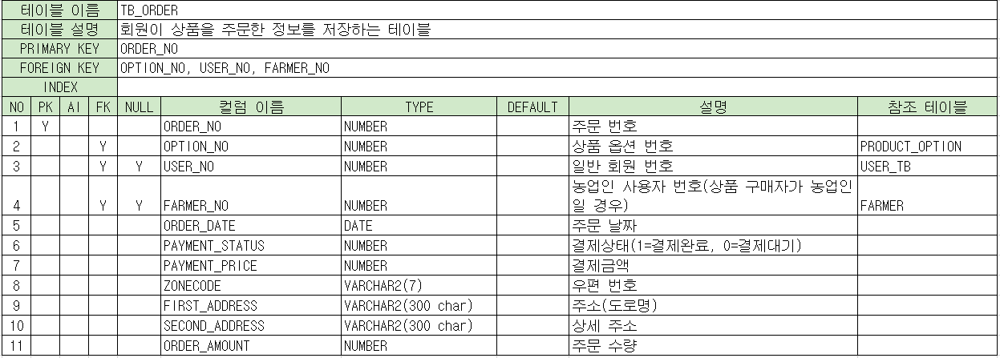 테이블 이름 TB_ORDER
테이블 설명 회원이 상품을 주문한 정보를 저장하는 테이블
PRIMARY KEY ORDER_NO
FOREIGN KEY OPTION_NO, USER_NO, FARMER_NO
INDEX
NO PK AI FK NULL 컬럼 이름 TYPE DEFAULT 설명 참조 테이블
1 Y ORDER_NO NUMBER 주문 번호
2 Y OPTION_NO NUMBER 상품 옵션 번호 PRODUCT_OPTION
3 Y Y USER_NO NUMBER 일반 회원 번호 USER_TB
농업인 사용자 번호(상품 구매자가 농업인
4 Y Y FARMER_NO NUMBER 일 경우) FARMER
5 ORDER_DATE DATE 주문 날짜
6 PAYMENT_STATUS NUMBER 결제상태(1=결제완료, 0=결제대기)
7 PAYMENT_PRICE NUMBER 결제금액
8 ZONECODE VARCHAR2(7) 우편 번호
9 FIRST_ADDRESS VARCHAR2(300 char) 주소(도로명)
10 SECOND_ADDRESS VARCHAR2(300 char) 상세 주소
11 ORDER_AMOUNT NUMBER 주문 수량